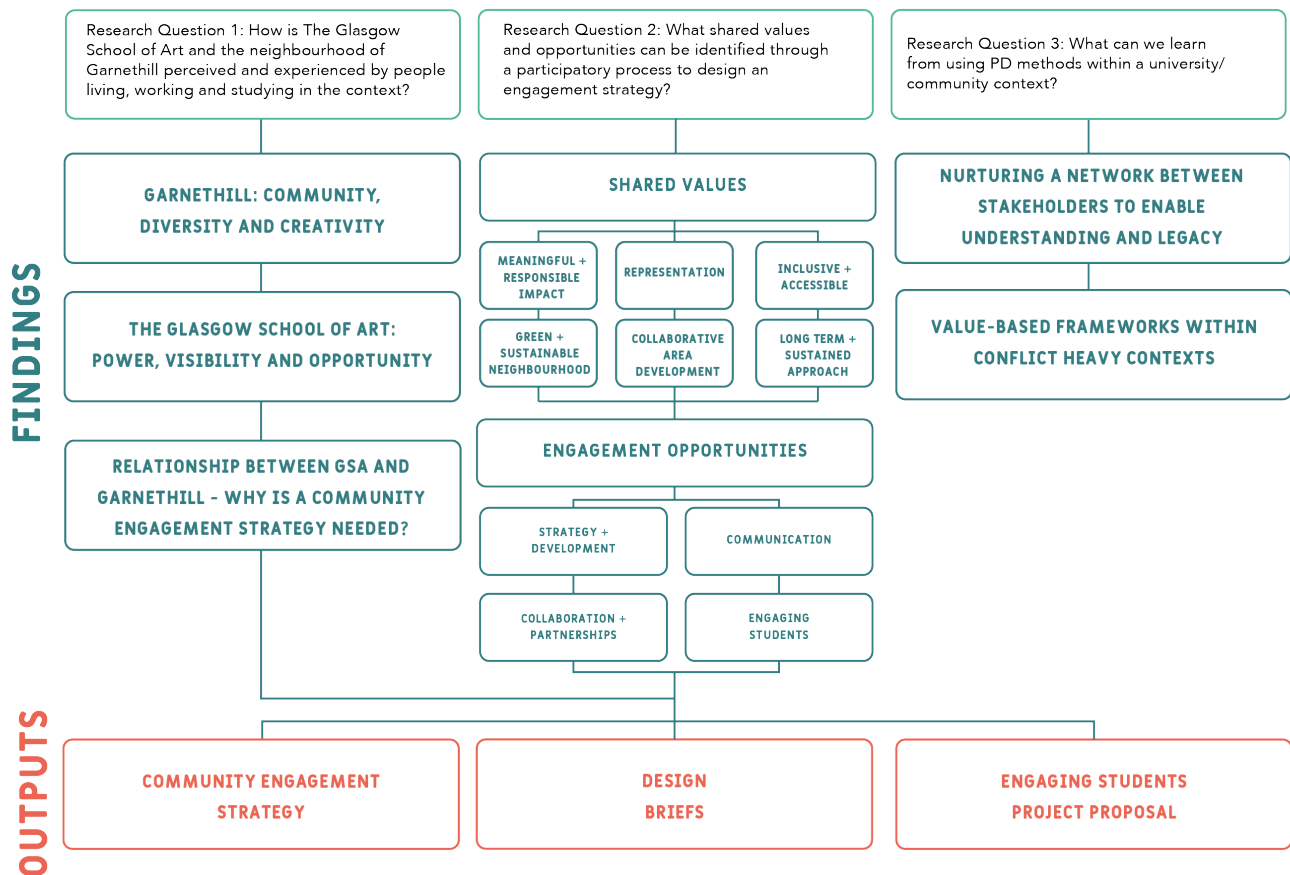 Research Question 1: How is The Glasgow
School of Art and the neighbourhood of
Garnethill perceived and experienced by people
living, working and studying in the context?
Research Question 2: What shared values
and opportunities can be identified through
a participatory process to design an
engagement strategy?
Research Question 3: What can we learn
from using PD methods within a university/
community context?
FINDINGS
GARNETHILL: COMMUNITY,
DIVERSITY AND CREATIVITY
THE GLASGOW SCHOOL OF ART:
POWER, VISIBILITY AND OPPORTUNITY
RELATIONSHIP BETWEEN GSA AND
GARNETHILL - WHY IS A COMMUNITY
ENGAGEMENT STRATEGY NEEDED?
SHARED VALUES
MEANINGFUL +
RESPONSIBLE
IMPACT
REPRESENTATION
INCLUSIVE +
ACCESSIBLE
GREEN +
SUSTAINABLE
NEIGHBOURHOOD
COLLABORATIVE
AREA
DEVELOPMENT
LONG TERM +
SUSTAINED
APPROACH
ENGAGEMENT OPPORTUNITIES
STRATEGY +
DEVELOPMENT
COMMUNICATION
COLLABORATION +
PARTNERSHIPS
ENGAGING
STUDENTS
NURTURING A NETWORK BETWEEN
STAKEHOLDERS TO ENABLE
UNDERSTANDING AND LEGACY
VALUE-BASED FRAMEWORKS WITHIN
CONFLICT HEAVY CONTEXTS
OUTPUTS
COMMUNITY ENGAGEMENT
STRATEGY
DESIGN
BRIEFS
ENGAGING STUDENTS
PROJECT PROPOSAL